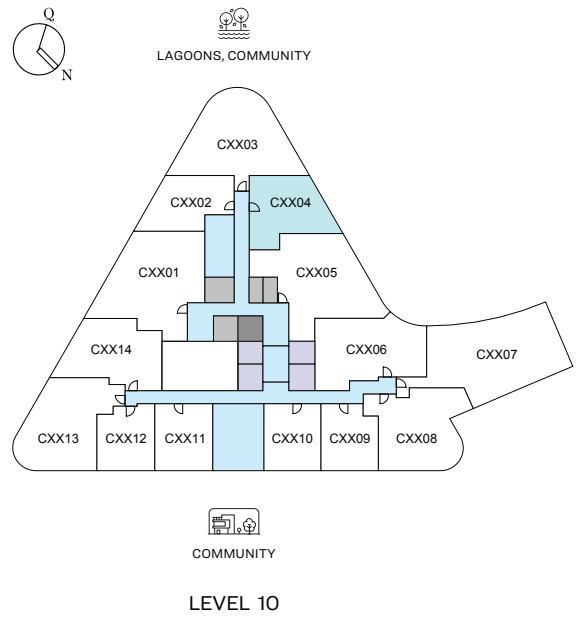 Q
N
LAGOONS, COMMUNITY
CXX03
CXX02
CXX04
CXX01
CXX05
CXX14
CXX06
CXX07
CXX13
CXX12
CXX11
CXX10
CXX09
CXX08
COMMUNITY
LEVEL 10